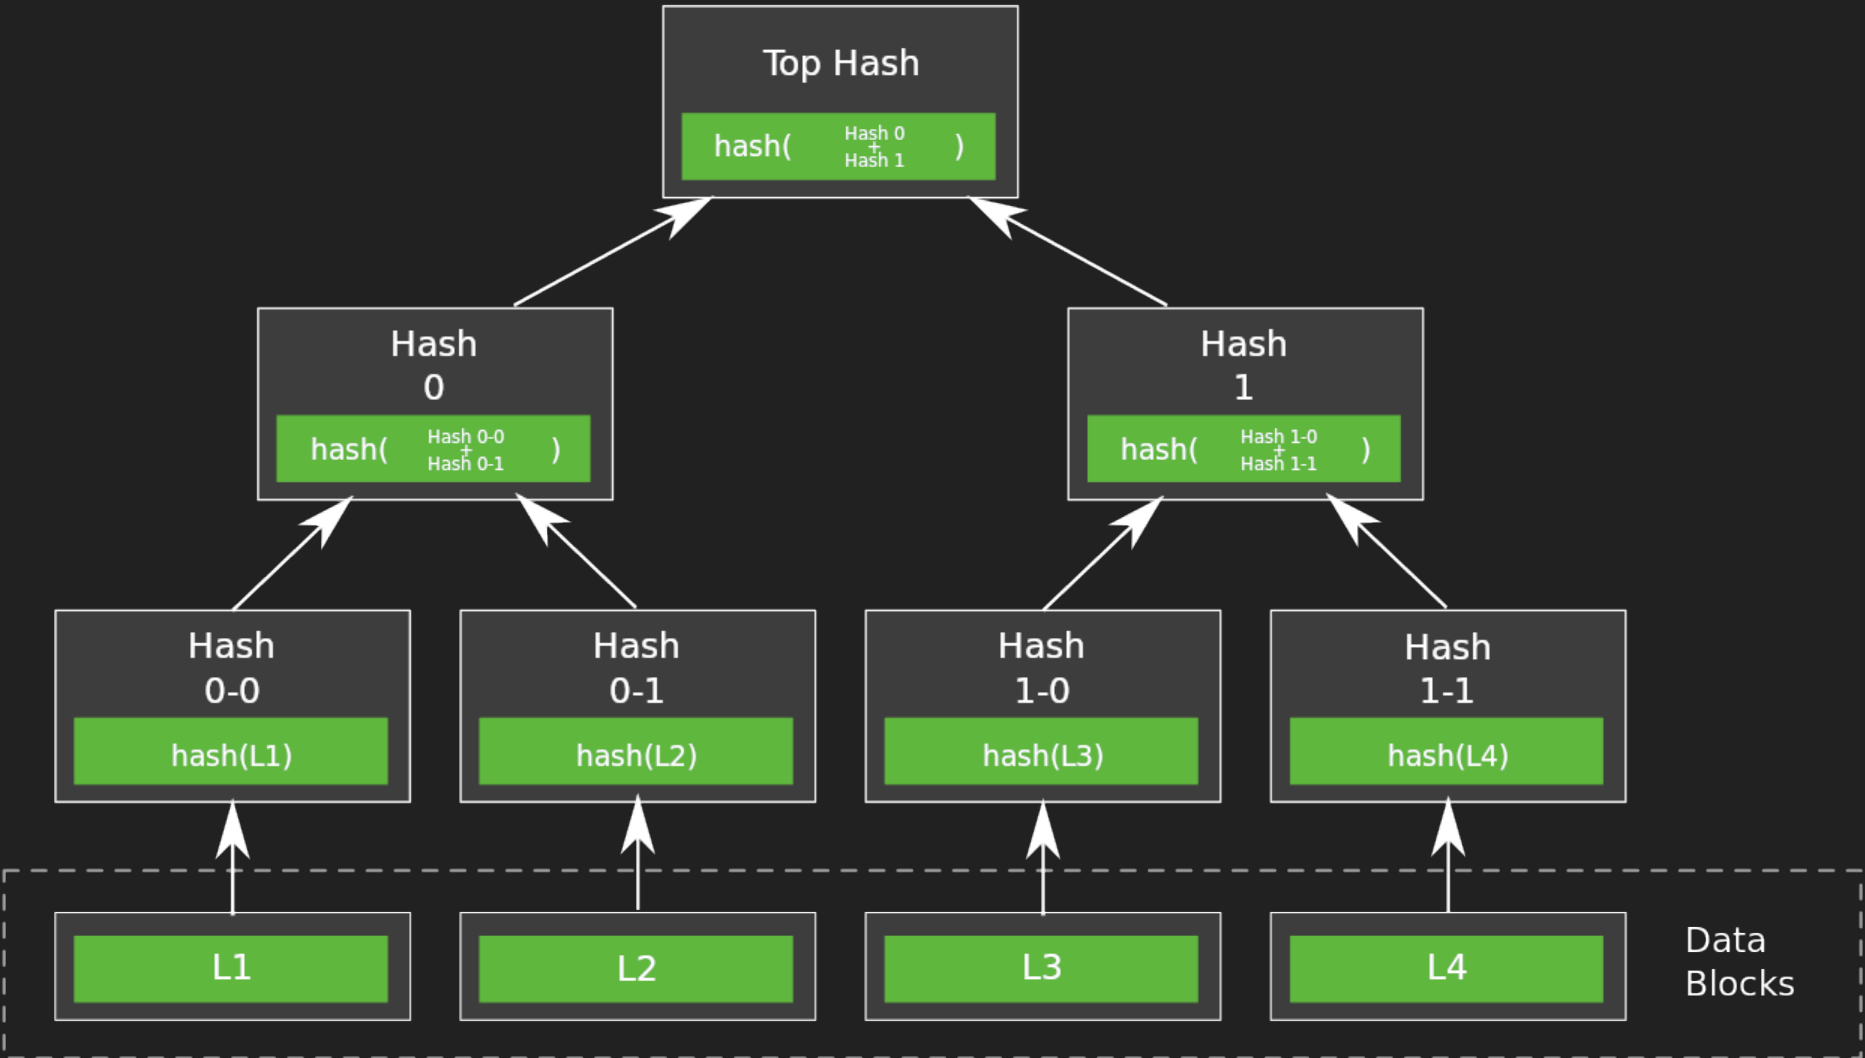 Top Hash
hash( Hash 0 + Hash 1 )
Hash
0
hash( Hash 0-0 + Hash 0-1 )
Hash
1
hash( Hash 1-0 + Hash 1-1 )
Hash
0-0
hash(L1)
Hash
0-1
hash(L2)
Hash
1-0
hash(L3)
Hash
1-1
hash(L4)
L1
L2
L3
L4
Data
Blocks